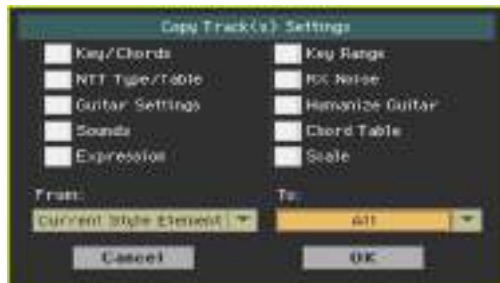 Copy Track(s) Settings
Key/Chords
Key Range
NTT Type/Table
RX Noise
Guitar Settings
Humanize Guitar
Sounds
Chord Table
Expression
Scale
From:
To:
Current Style Element
All
Cancel
OK